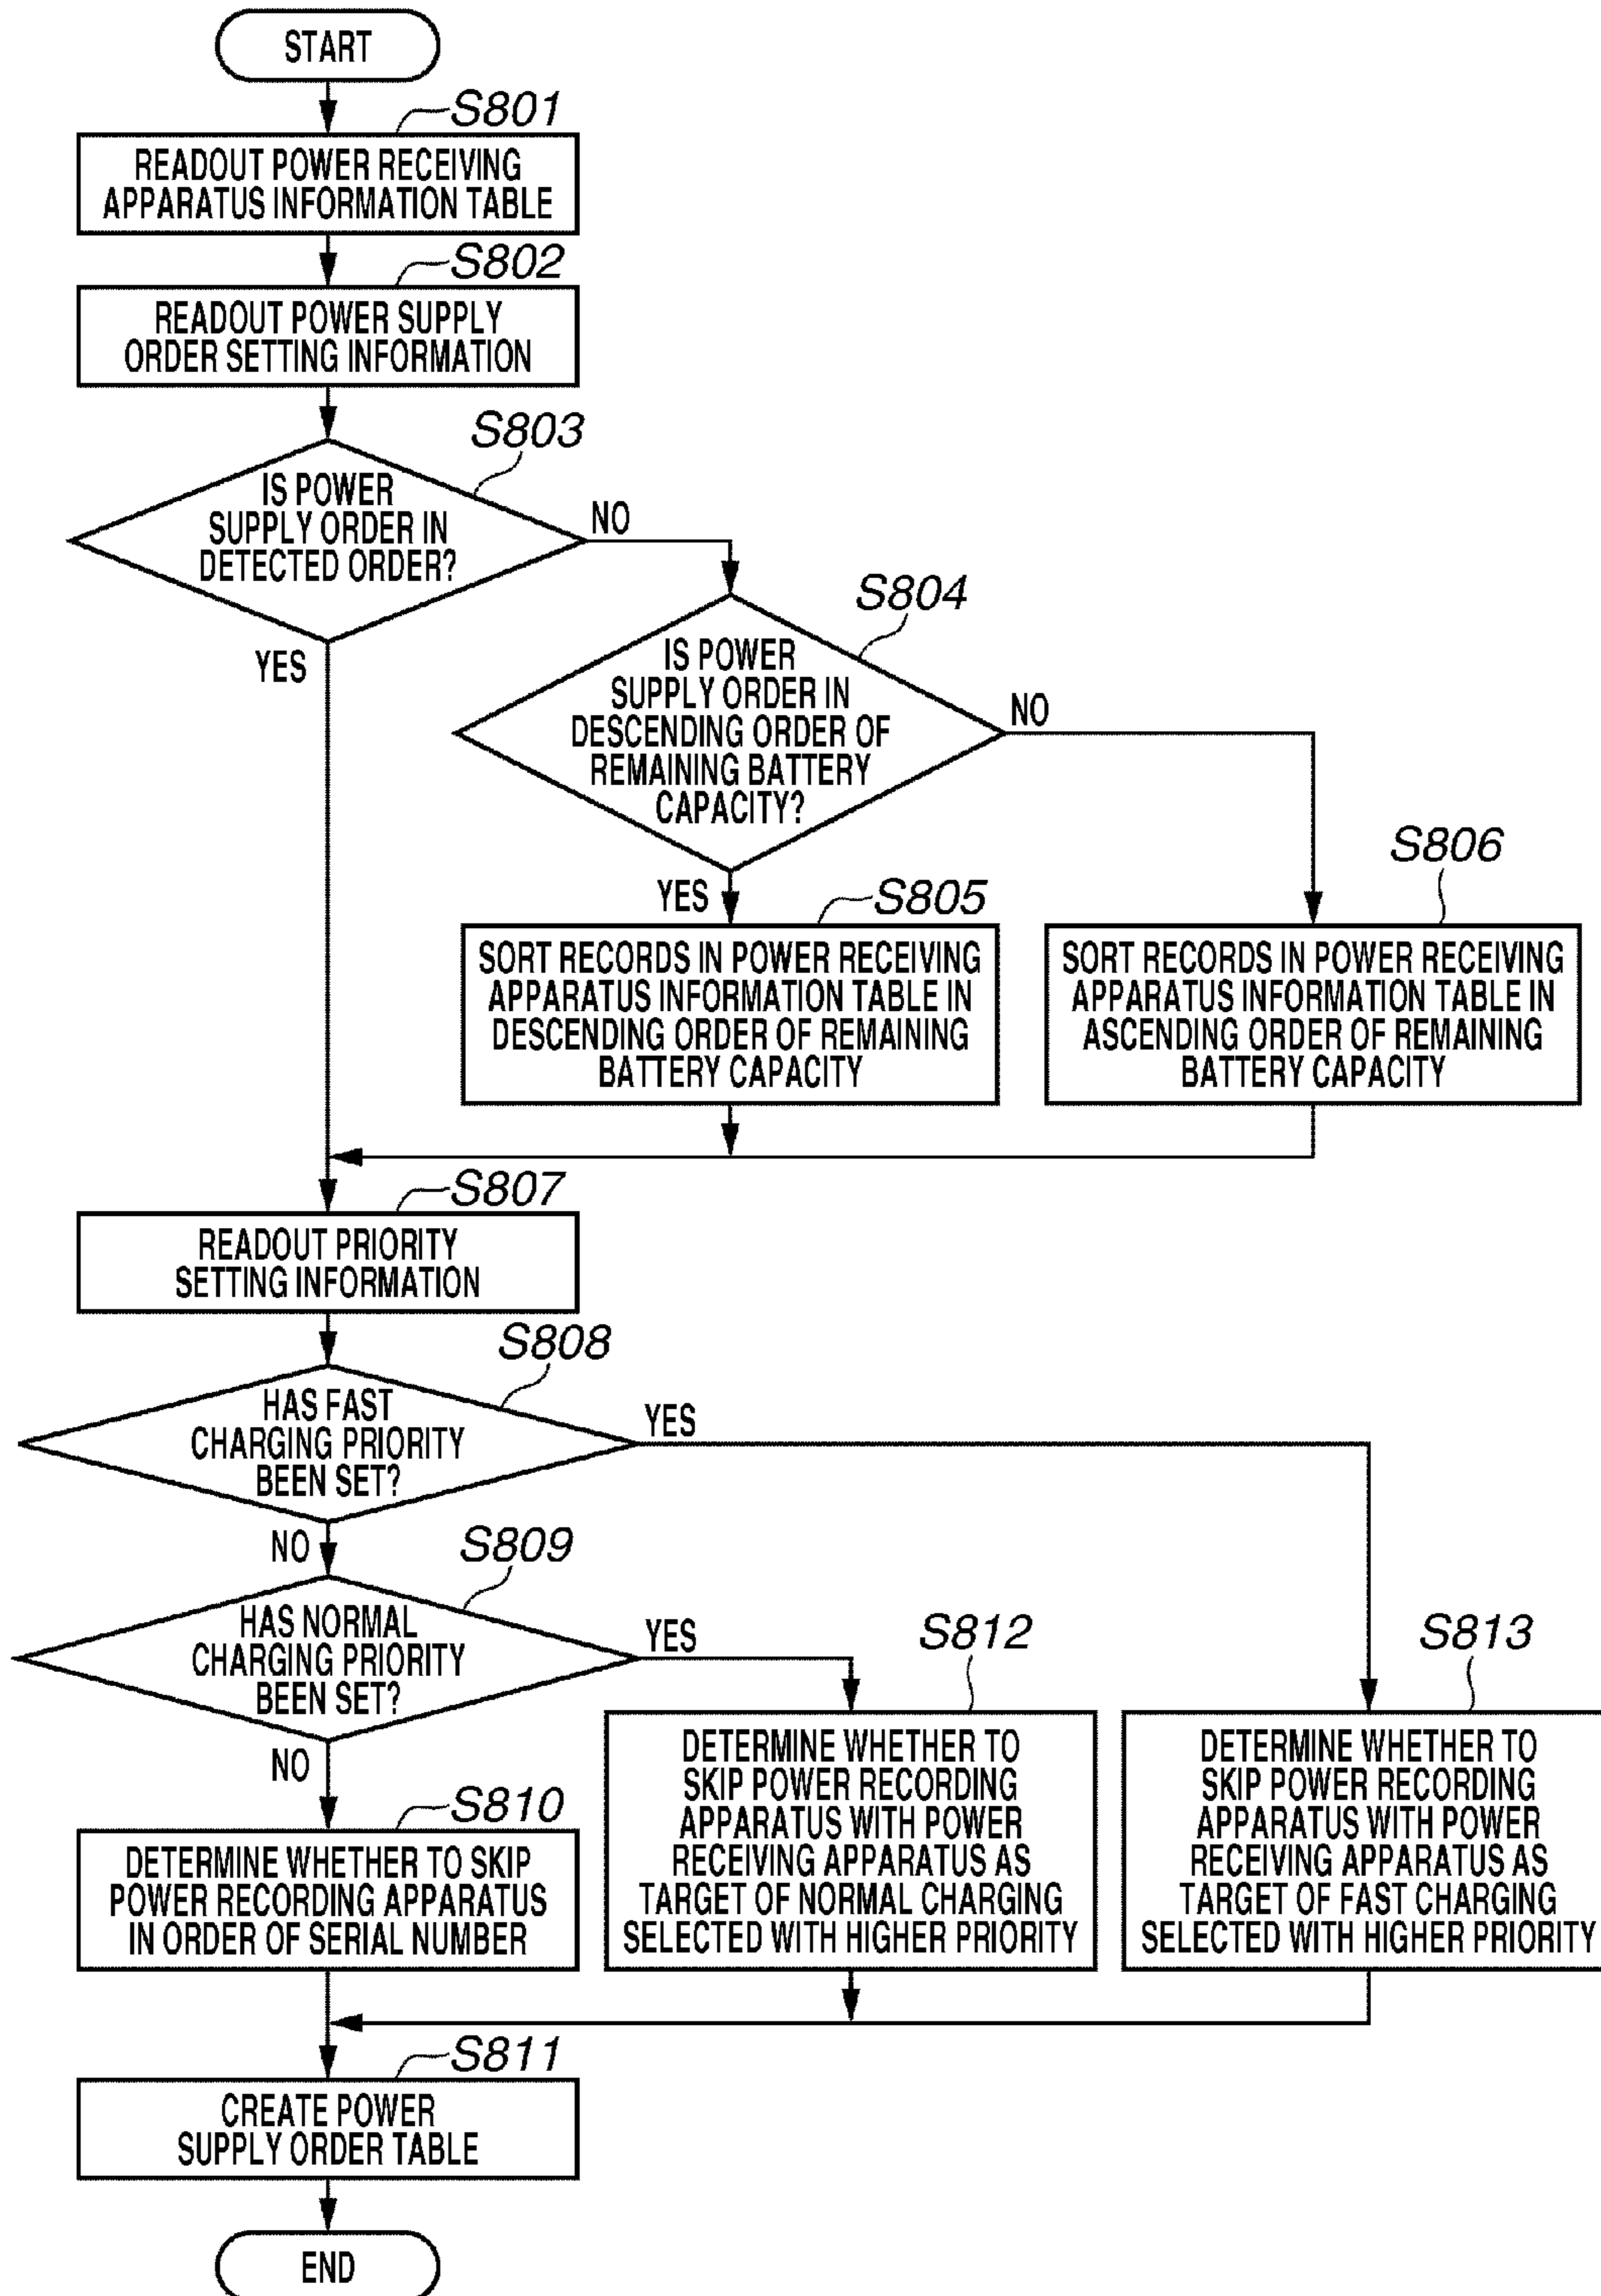 START
S801
READOUT POWER RECEIVING
APPARATUS INFORMATION TABLE
S802
READOUT POWER SUPPLY
ORDER SETTING INFORMATION
S803
IS POWER
SUPPLY ORDER IN
DETECTED ORDER?
NO
YES
S804
IS POWER
SUPPLY ORDER IN
DESCENDING ORDER OF
REMAINING BATTERY
CAPACITY?
NO
YES
S805
SORT RECORDS IN POWER RECEIVING
APPARATUS INFORMATION TABLE IN
DESCENDING ORDER OF REMAINING
BATTERY CAPACITY
S806
SORT RECORDS IN POWER RECEIVING
APPARATUS INFORMATION TABLE IN
ASCENDING ORDER OF REMAINING
BATTERY CAPACITY
S807
READOUT PRIORITY
SETTING INFORMATION
S808
HAS FAST
CHARGING PRIORITY
BEEN SET?
YES
NO
S809
HAS NORMAL
CHARGING PRIORITY
BEEN SET?
YES
NO
S810
DETERMINE WHETHER TO SKIP
POWER RECORDING APPARATUS
IN ORDER OF SERIAL NUMBER
S812
DETERMINE WHETHER TO
SKIP POWER RECORDING
APPARATUS WITH POWER
RECEIVING APPARATUS AS
TARGET OF NORMAL CHARGING
SELECTED WITH HIGHER PRIORITY
S813
DETERMINE WHETHER TO
SKIP POWER RECORDING
APPARATUS WITH POWER
RECEIVING APPARATUS AS
TARGET OF FAST CHARGING
SELECTED WITH HIGHER PRIORITY
S811
CREATE POWER
SUPPLY ORDER TABLE
END